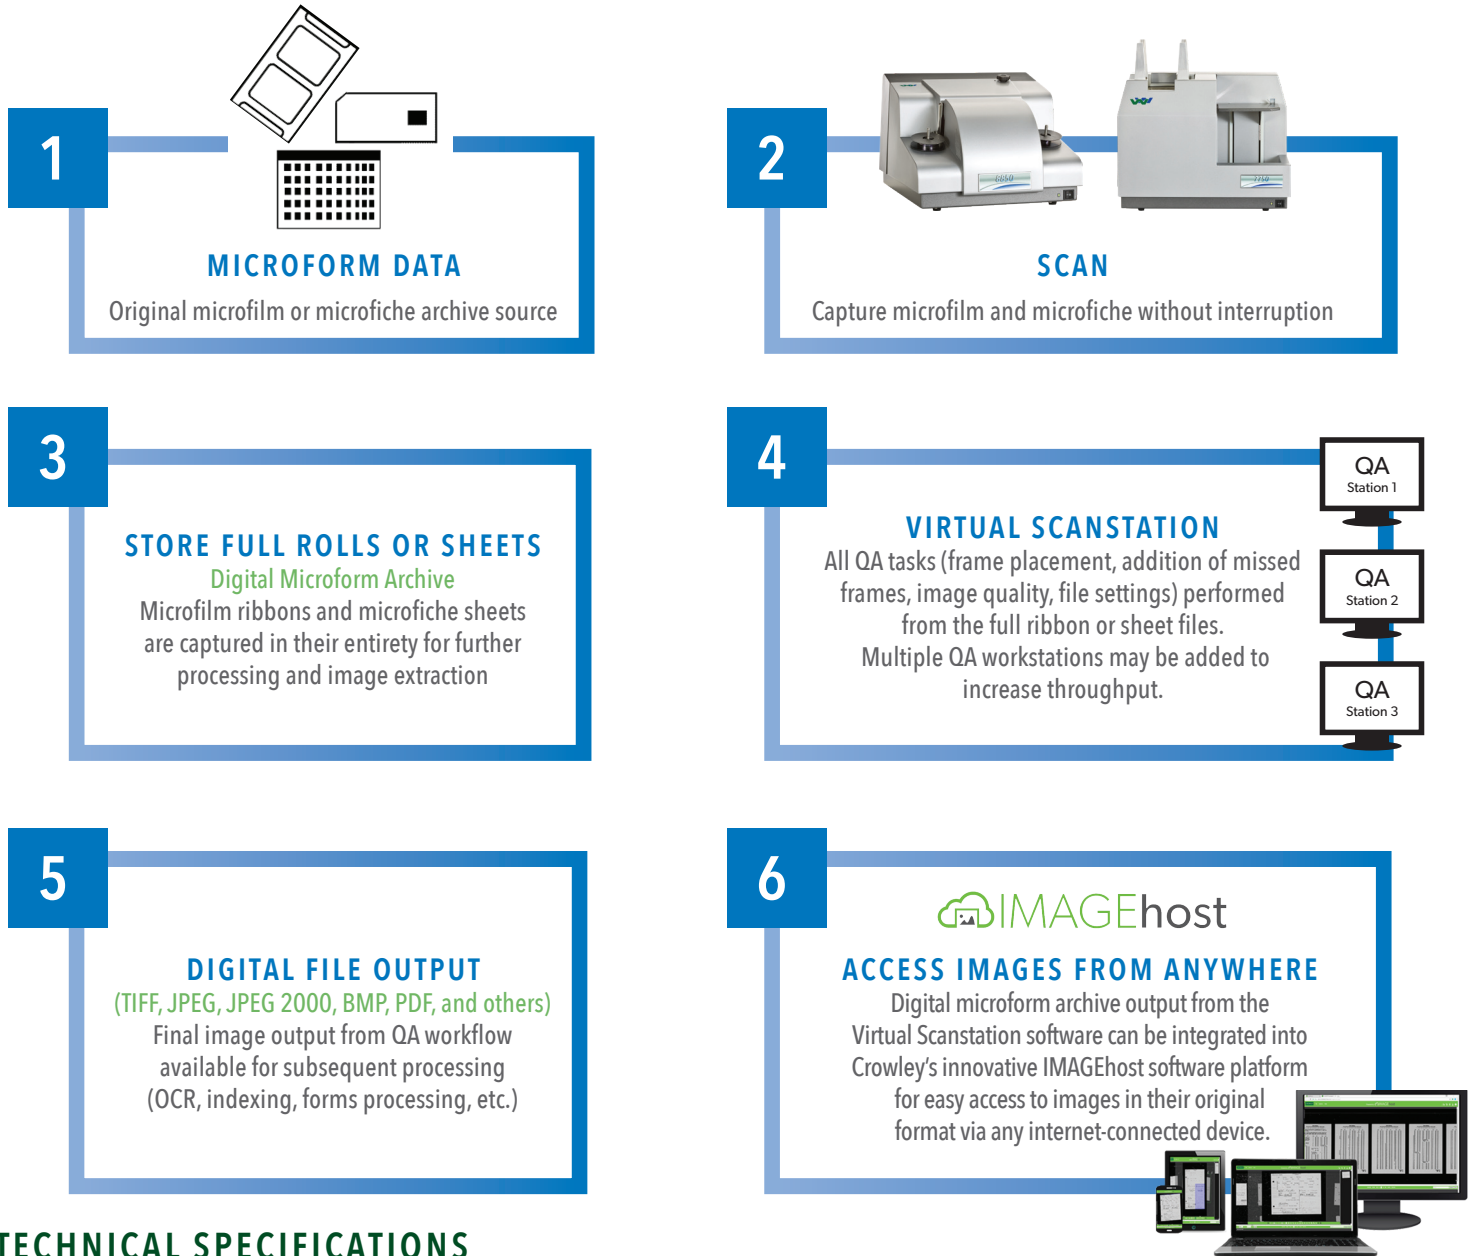 1
MICROFORM DATA
Original microfilm or microfiche archive source
2
6650
7750
SCAN
Capture microfilm and microfiche without interruption
3
STORE FULL ROLLS OR SHEETS
Digital Microform Archive
Microfilm ribbons and microfiche sheets
are captured in their entirety for further
processing and image extraction
4
VIRTUAL SCANSTATION
All QA tasks (frame placement, addition of missed
frames, image quality, file settings) performed
from the full ribbon or sheet files.
Multiple QA workstations may be added to
increase throughput.
QA
Station 1
QA
Station 2
QA
Station 3
5
DIGITAL FILE OUTPUT
(TIFF, JPEG, JPEG 2000, BMP, PDF, and others)
Final image output from QA workflow
available for subsequent processing
(OCR, indexing, forms processing, etc.)
6
IMAGEhost
ACCESS IMAGES FROM ANYWHERE
Digital microform archive output from the
Virtual Scanstation software can be integrated into
Crowley's innovative IMAGEhost software platform
for easy access to images in their original
format via any internet-connected device.
TECHNICAL SPECIFICATIONS